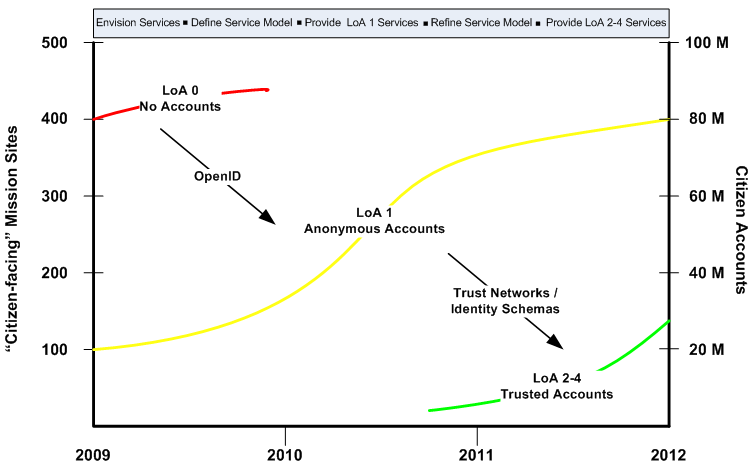 Envision Services ▪ Define Service Model ▪ Provide LoA 1 Services ▪ Refine Service Model ▪ Provide LoA 2-4 Services
500
100 M
LoA 0
No Accounts
400
80 M
OpenID
300
60 M
LoA 1
Anonymous Accounts
200
40 M
Trust Networks /
Identity Schemas
100
20 M
LoA 2-4
Trusted Accounts
2009
2010
2011
2012
“Citizen-facing” Mission Sites
Citizen Accounts